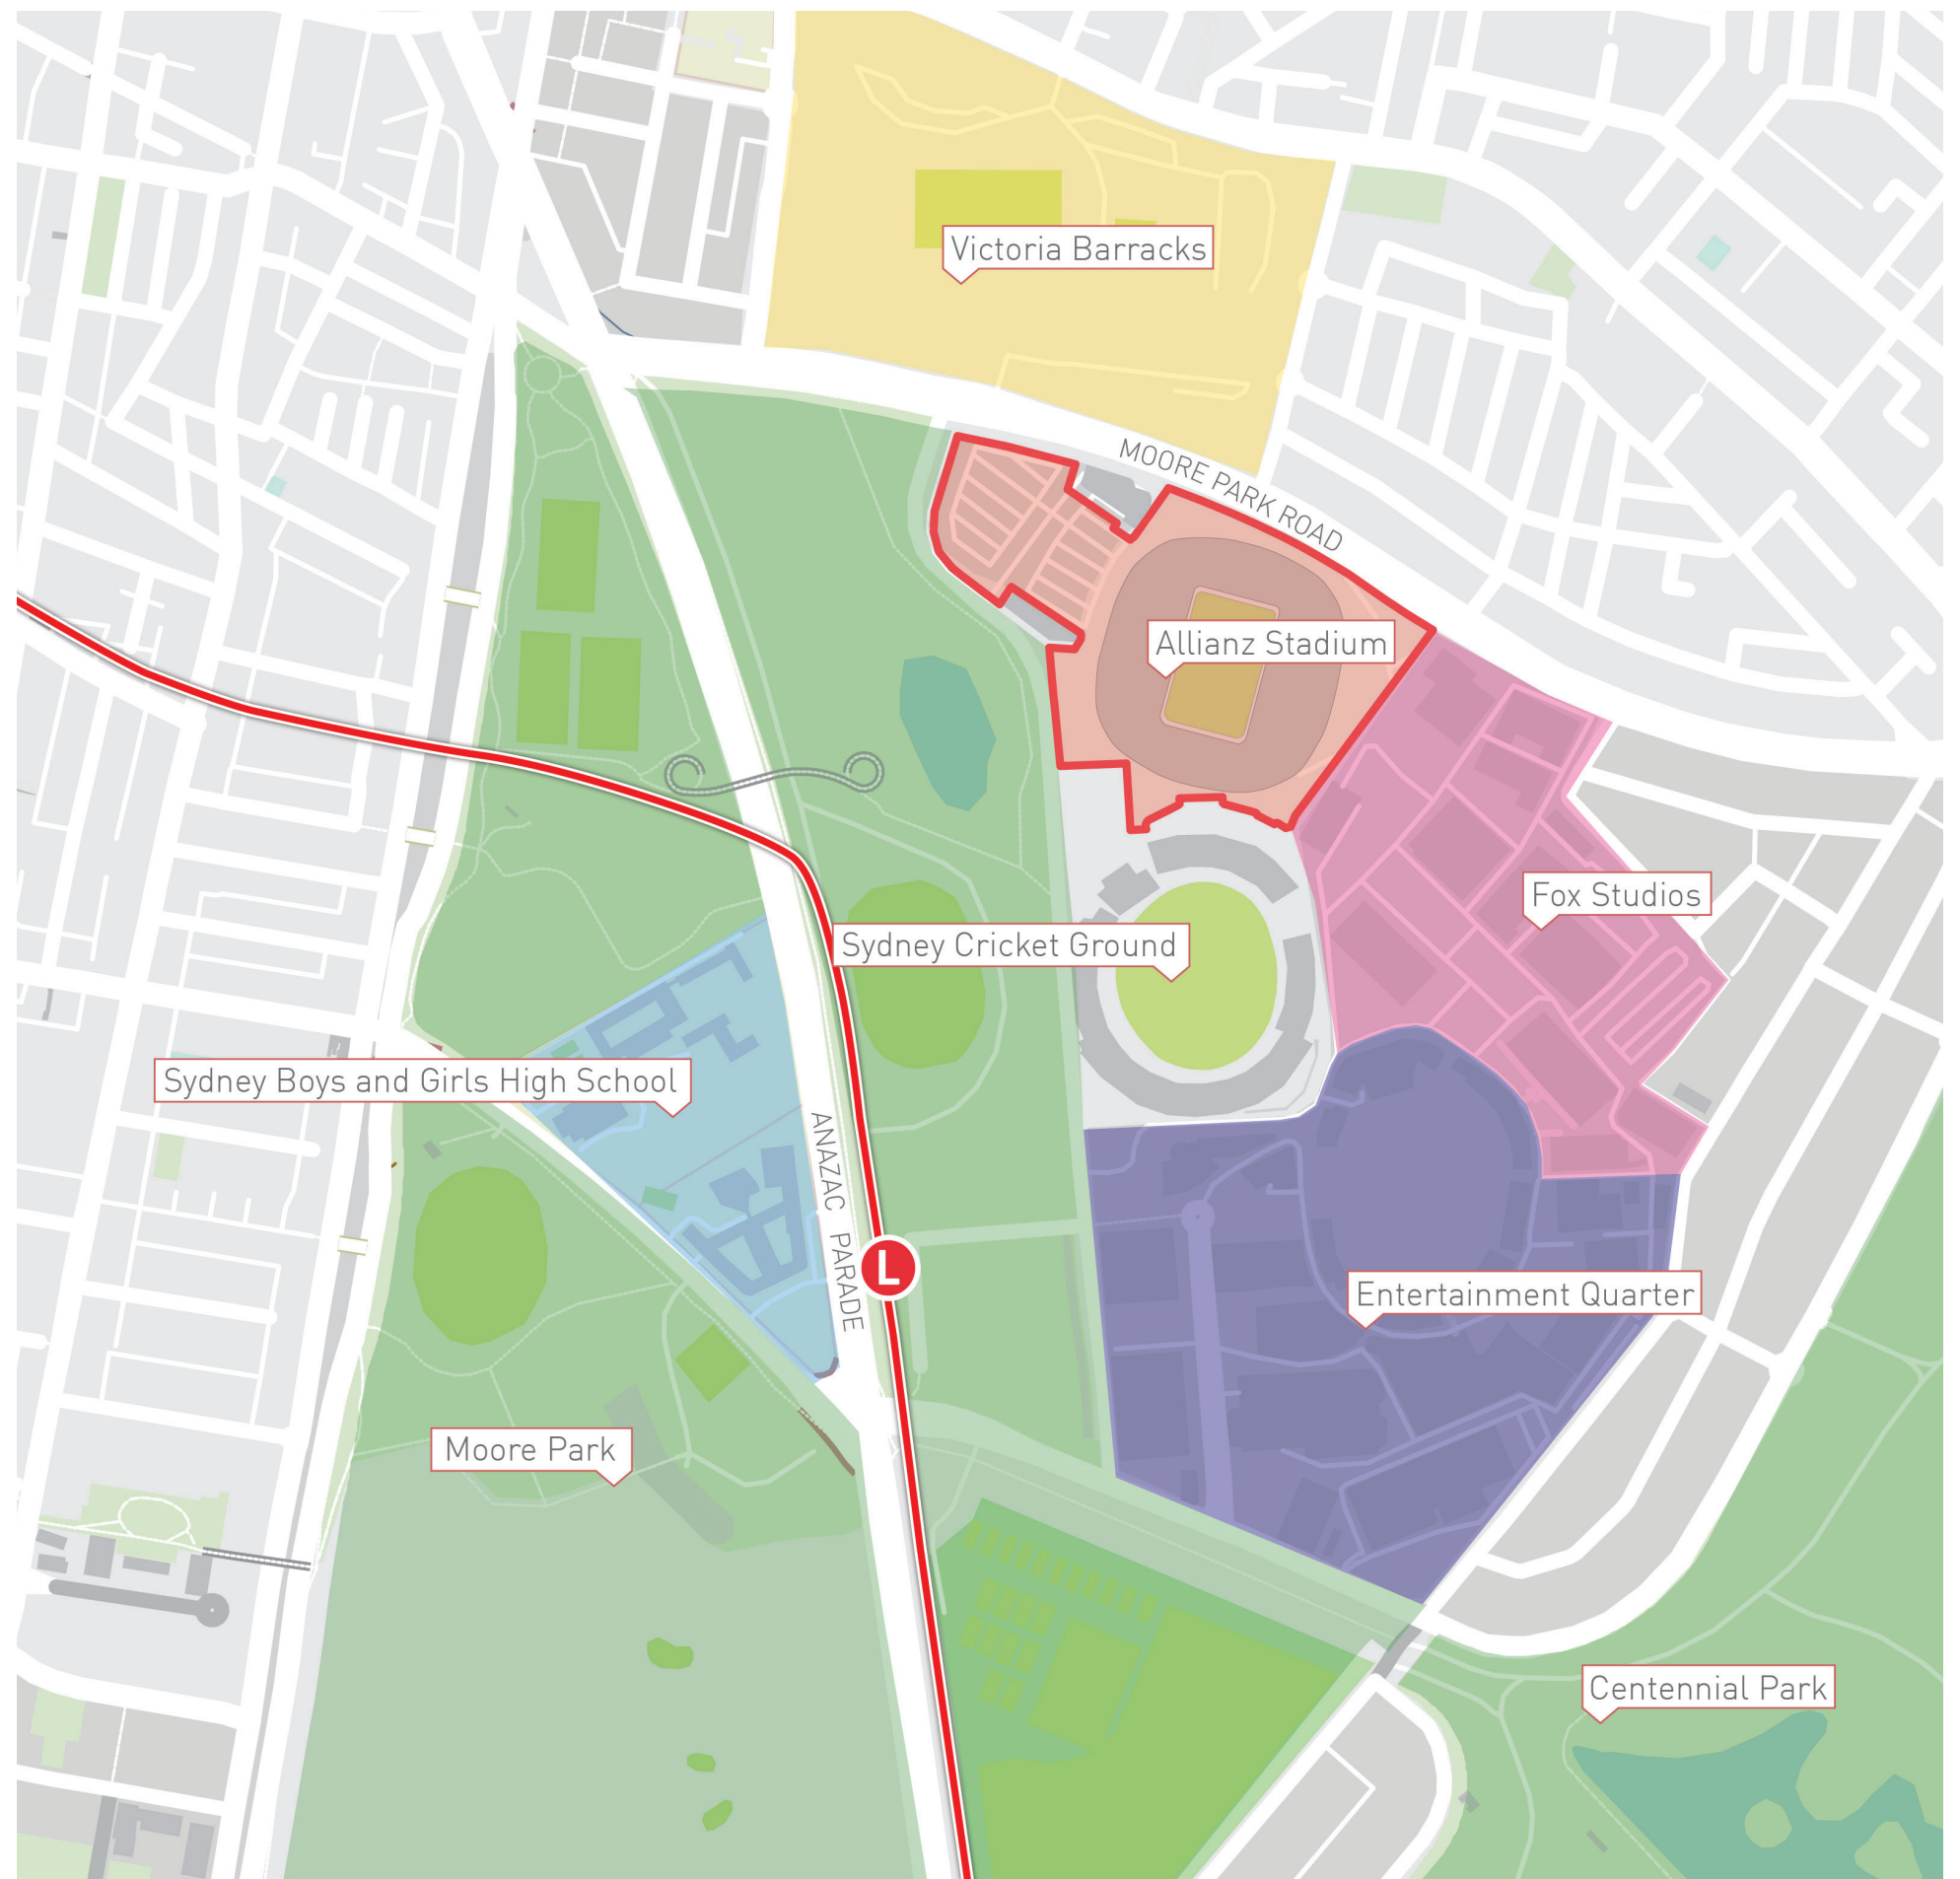 Victoria Barracks
MOORE PARK ROAD
Allianz Stadium
Fox Studios
Sydney Cricket Ground
Sydney Boys and Girls High School
ANAZAC PARADE
L
Entertainment Quarter
Moore Park
Centennial Park